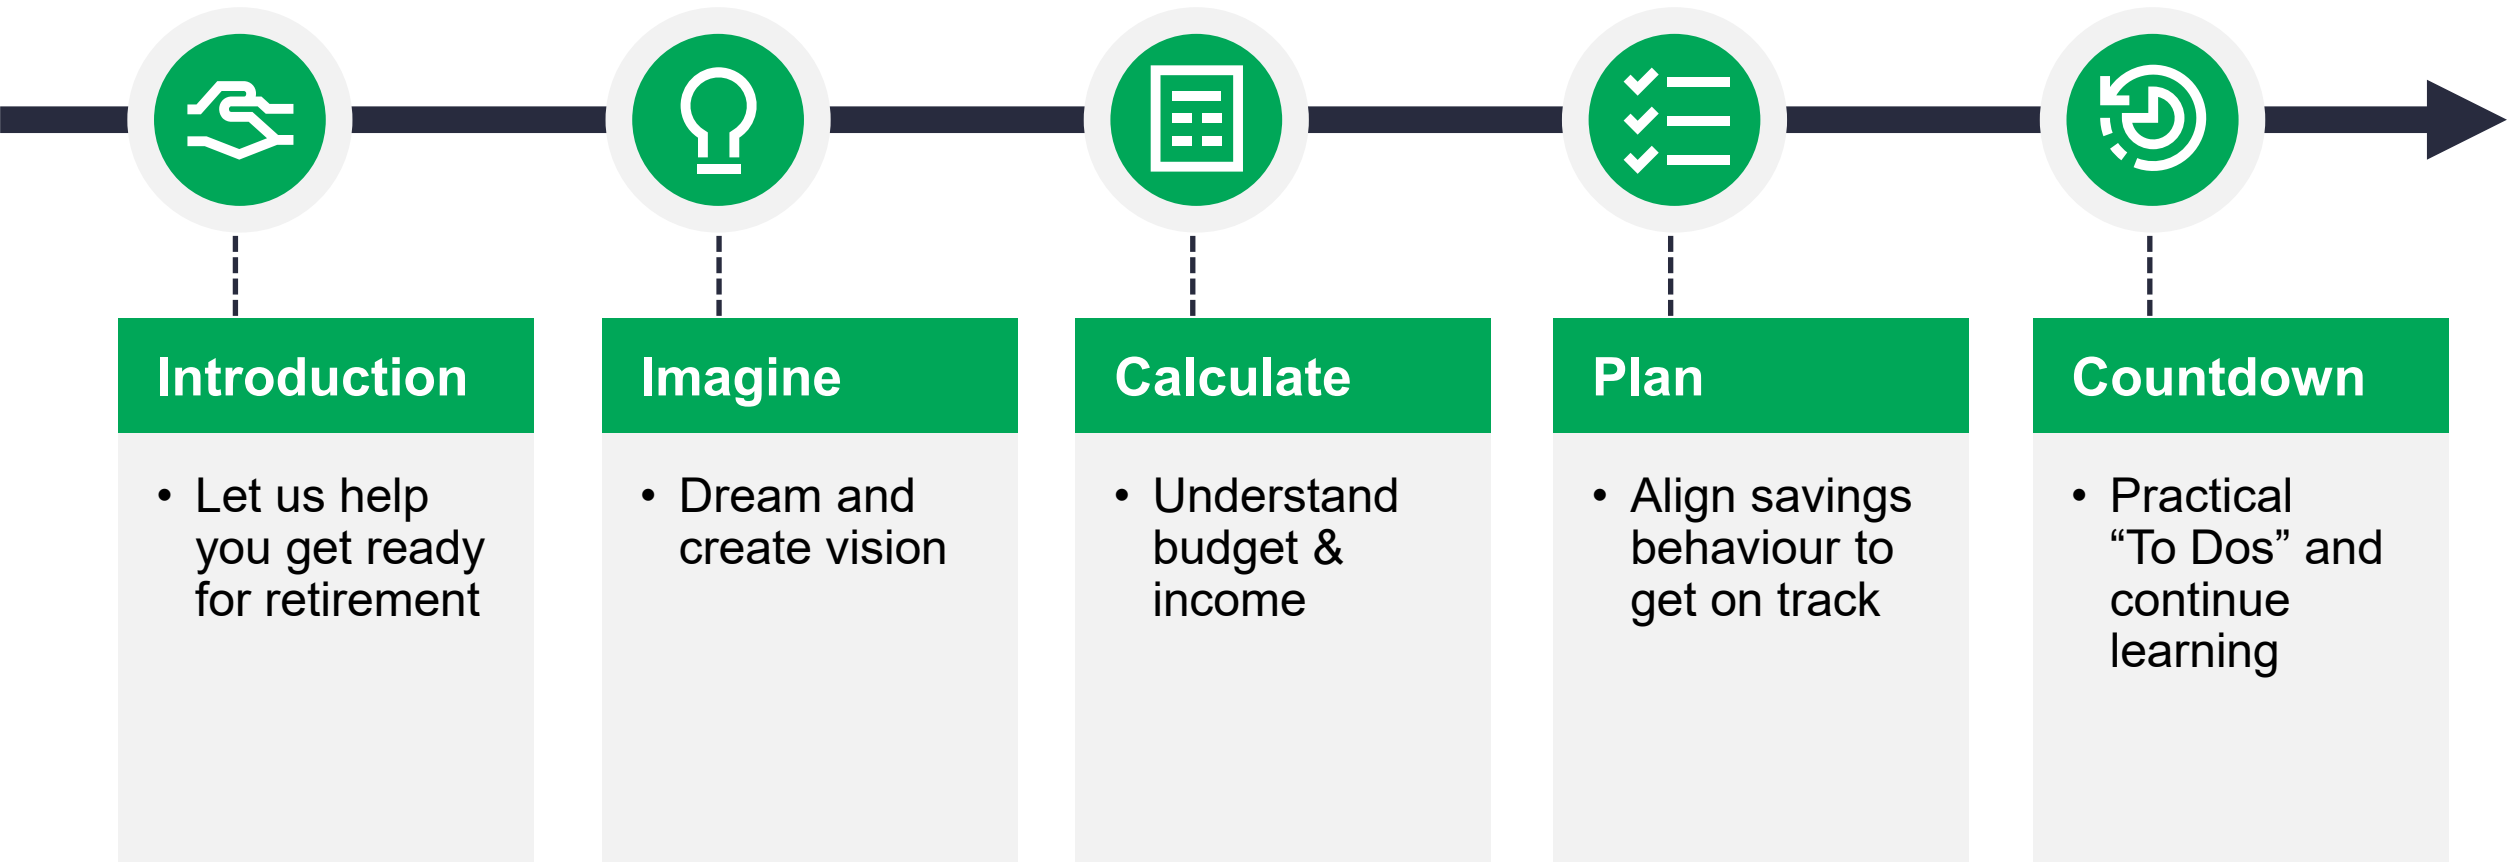 Introduction
• Let us help
you get ready
for retirement
Imagine
• Dream and
create vision
Calculate
• Understand
budget &
income
Plan
• Align savings
behaviour to
get on track
Countdown
• Practical
“To Dos” and
continue
learning